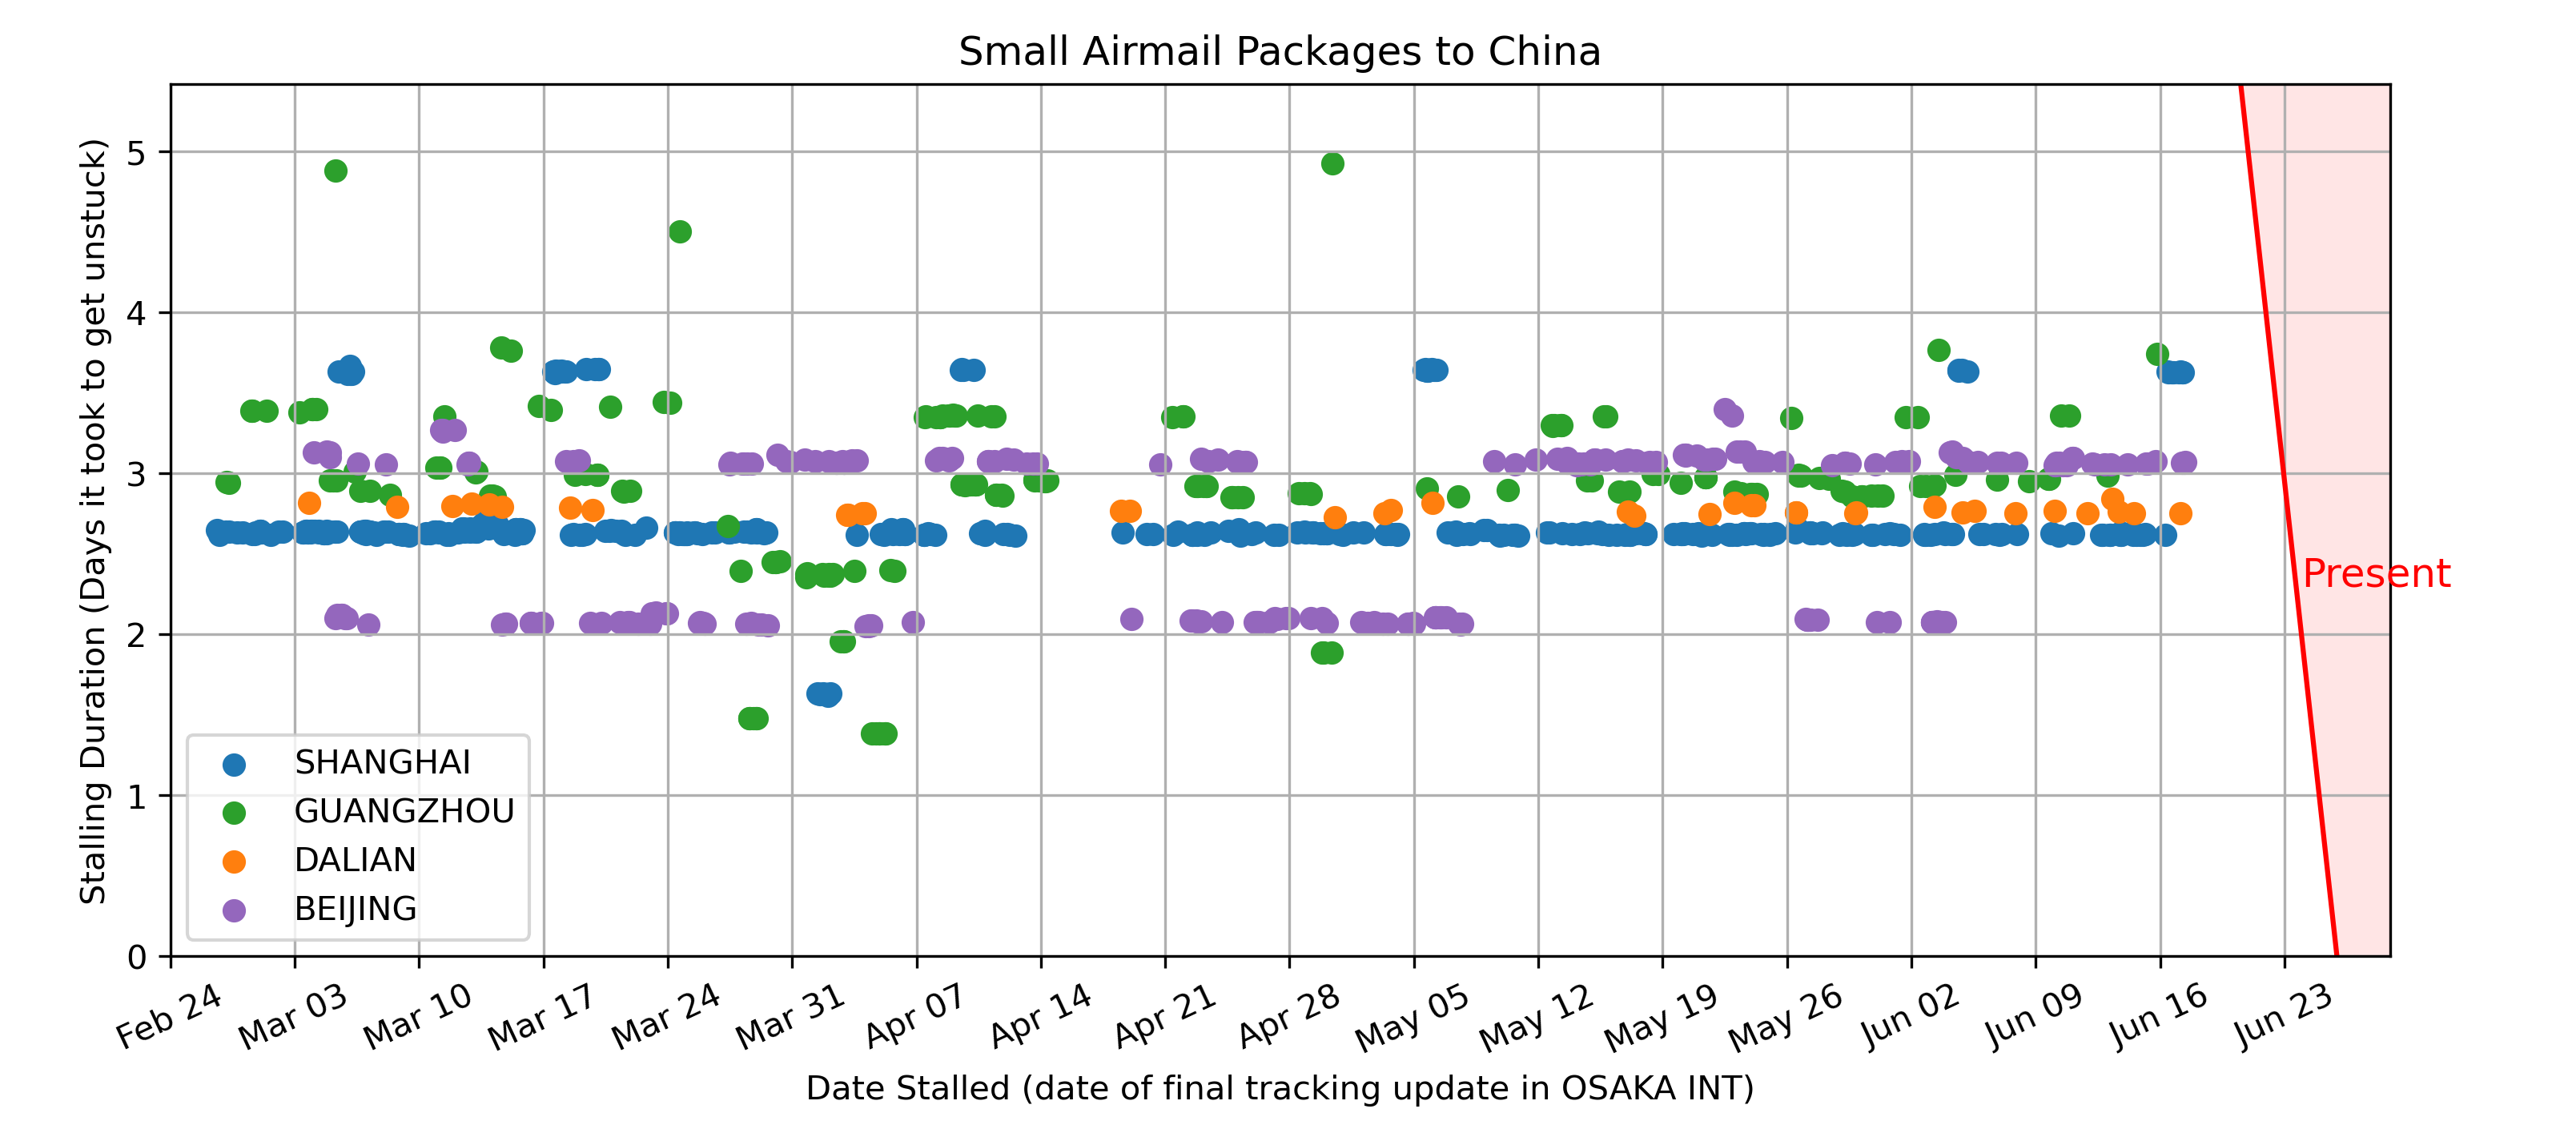 Small Airmail Packages to China
Stalling Duration (Days it took to get unstuck)
5
4
3
2
1
0
Present
SHANGHAI
GUANGZHOU
DALIAN
BEIJING
Feb 24
Mar 03
Mar 10
Mar 17
Mar 24
Mar 31
Apr 07
Apr 14
Apr 21
Apr 28
May 05
May 12
May 19
May 26
Jun 02
Jun 09
Jun 16
Jun 23
Date Stalled (date of final tracking update in OSAKA INT)